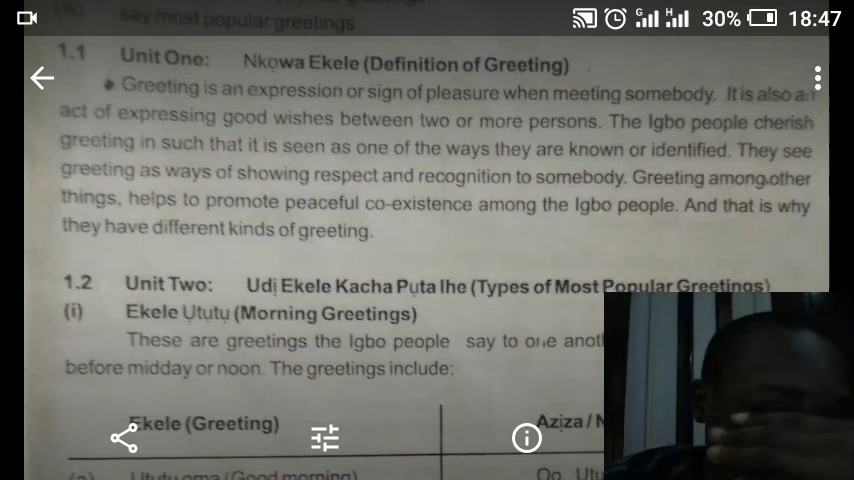 30% 18:47
say most popular greetings
1.1 Unit One: Nkọwa Ekele (Definition of Greeting)
Greeting is an expression or sign of pleasure when meeting somebody. It is also an
act of expressing good wishes between two or more persons. The Igbo people cherish
greeting in such that it is seen as one of the ways they are known or identified. They see
greeting as ways of showing respect and recognition to somebody. Greeting among other
things, helps to promote peaceful co-existence among the Igbo people. And that is why
they have different kinds of greeting.
1.2 Unit Two: Udị Ekele Kacha Pụta Ihe (Types of Most Popular Greetings)
(i) Ekele Ụtụtụ (Morning Greetings)
These are greetings the Igbo people say to one
before midday or noon. The greetings include:
Ekele (Greeting) Azịza /
(a) Ututu oma (Good morning) Oo,